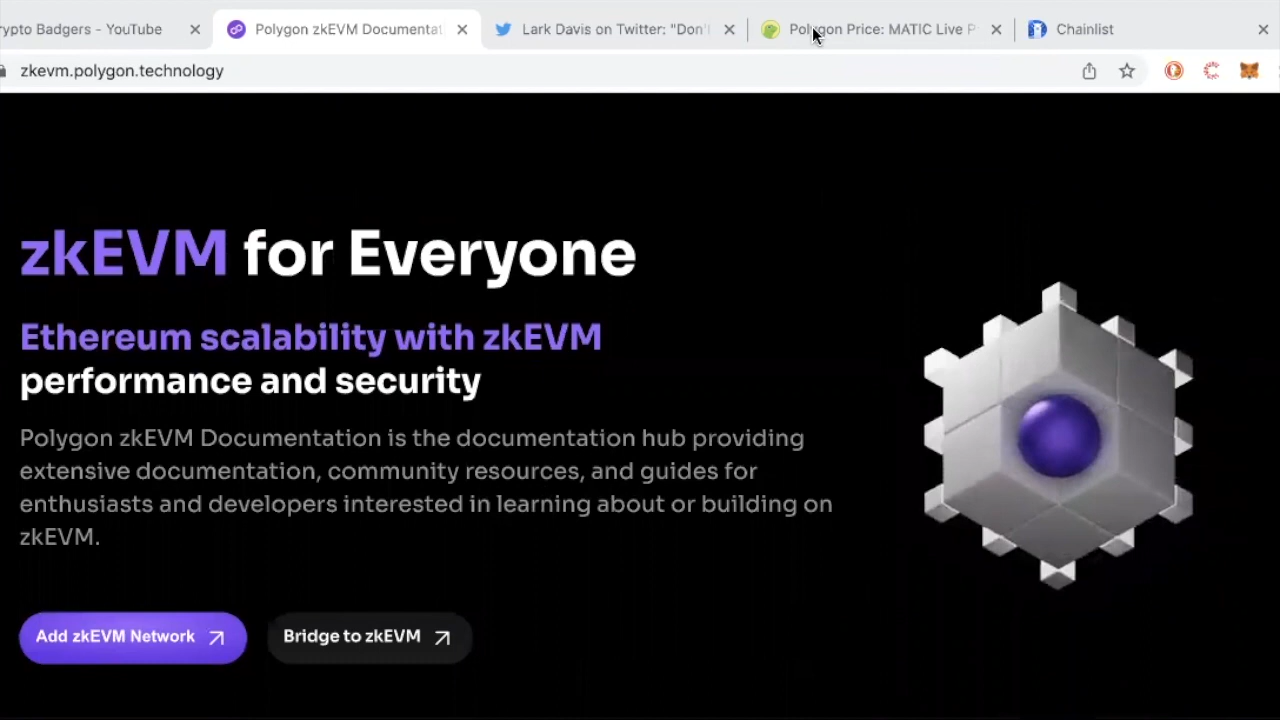 rypto Badgers - YouTube
Polygon zkEVM Documentat
Lark Davis on Twitter: "Don'
Polygon Price: MATIC Live P
Chainlist
zkevm.polygon.technology
zkEVM for Everyone
Ethereum scalability with zkEVM
performance and security
Polygon zkEVM Documentation is the documentation hub providing
extensive documentation, community resources, and guides for
enthusiasts and developers interested in learning about or building on
zkEVM.
Add zkEVM Network
Bridge to zkEVM